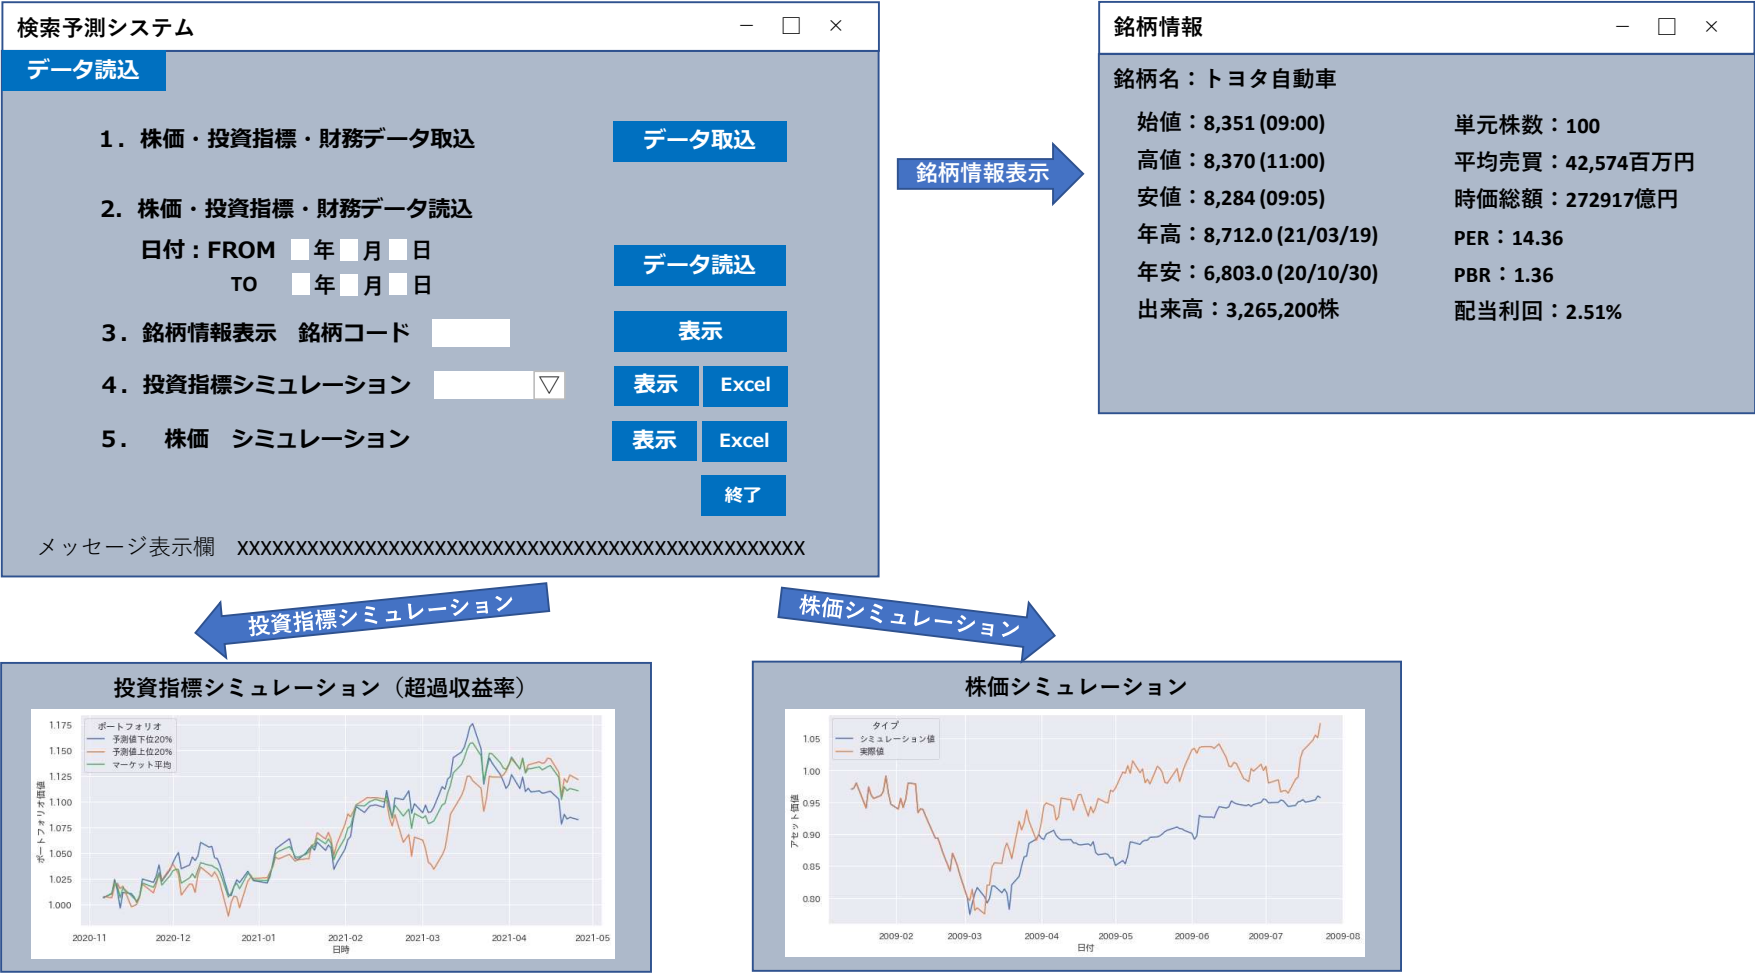 検索予測システム
データ読込
1. 株価・投資指標・財務データ取込
データ取込
2. 株価・投資指標・財務データ読込
日付：FROM 年 月 日
TO 年 月 日
データ読込
3. 銘柄情報表示 銘柄コード
表示
4. 投資指標シミュレーション
表示 Excel
5. 株価 シミュレーション
表示 Excel
終了
メッセージ表示欄 XXXXXXXXXXXXXXXXXXXXXXXXXXXXXXXXXXXXXXXXXXXXXXXXX
銘柄情報表示
銘柄情報
銘柄名：トヨタ自動車
始値：8,351 (09:00)
高値：8,370 (11:00)
安値：8,284 (09:05)
年高：8,712.0 (21/03/19)
年安：6,803.0 (20/10/30)
出来高：3,265,200株
単元株数：100
平均売買：42,574百万円
時価総額：272917億円
PER：14.36
PBR：1.36
配当利回：2.51%
投資指標シミュレーション
株価シミュレーション
投資指標シミュレーション（超過収益率）
ポートフォリオ
予測値下位20%
予測値上位20%
マーケット平均
ポートフォリオ価値
1.175
1.150
1.125
1.100
1.075
1.050
1.025
1.000
2020-11 2020-12 2021-01 2021-02 2021-03 2021-04 2021-05
日時
株価シミュレーション
タイプ
シミュレーション値
実際値
アセット価値
1.05
1.00
0.95
0.90
0.85
0.80
2009-02 2009-03 2009-04 2009-05 2009-06 2009-07 2009-08
日付